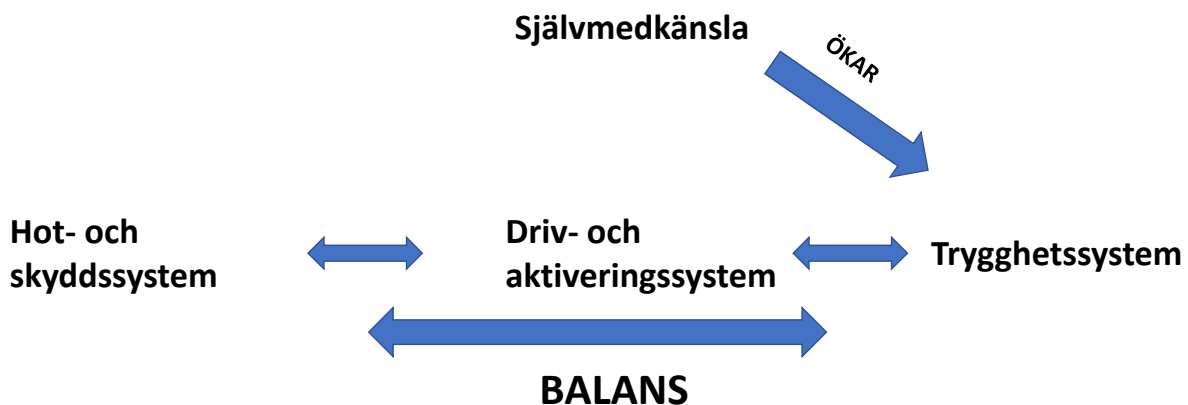 Självmedkänsla
ÖKAR
Hot- och
skyddssystem
Driv- och
aktiveringssystem
Trygghetssystem
BALANS